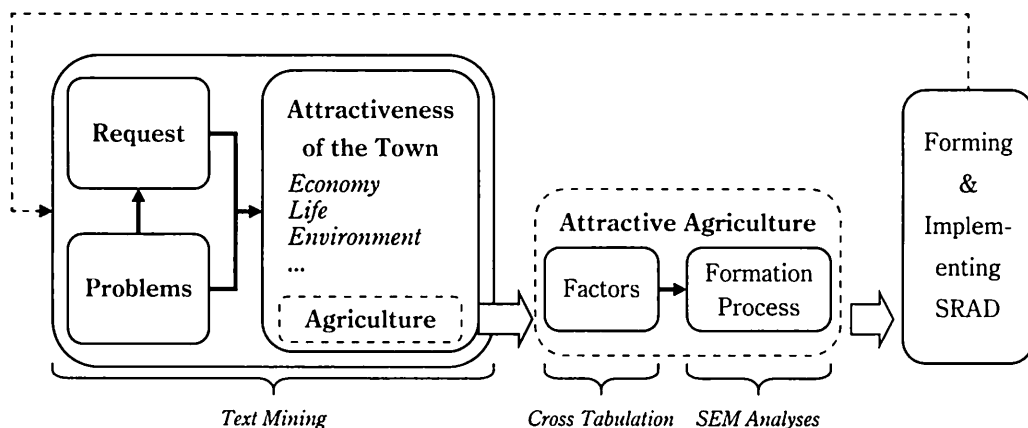 Request
Problems
Attractiveness
of the Town
Economy
Life
Environment
...
Agriculture
Attractive Agriculture
Factors
Formation
Process
Forming
&
Implem-
enting
SRAD
Text Mining
Cross Tabulation
SEM Analyses